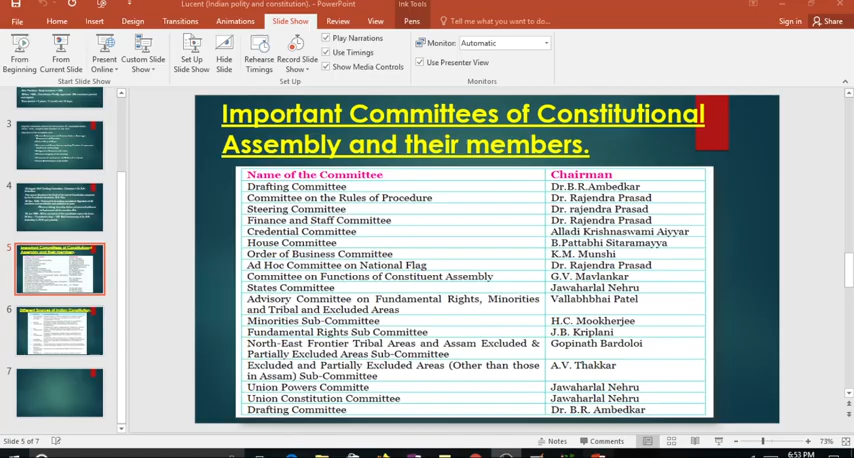 Lucent (Indian polity and constitution).
PowerPoint
Ink Tools
File Home Insert Design Transitions Animations Slide Show Review View Pens Tell me what you want to do... Sign in Share
From Beginning
From Current Slide
Present Online
Custom Slide Show
Set Up Slide Show
Hide Slide
Rehearse Timings
Record Slide Show
Play Narrations
Use Timings
Show Media Controls
Monitor: Automatic
Use Presenter View
Start Slide Show
Set Up
Monitors
3
4
5
6
7
Important Committees of Constitutional
Assembly and their members.
Name of the Committee Chairman
Drafting Committee Dr.B.R.Ambedkar
Committee on the Rules of Procedure Dr. Rajendra Prasad
Steering Committee Dr. rajendra Prasad
Finance and Staff Committee Dr. Rajendra Prasad
Credential Committee Alladi Krishnaswami Aiyyar
House Committee B.Pattabhi Sitaramayya
Order of Business Committee K.M. Munshi
Ad Hoc Committee on National Flag Dr. Rajendra Prasad
Committee on Functions of Constituent Assembly G.V. Mavlankar
States Committee Jawaharlal Nehru
Advisory Committee on Fundamental Rights, Minorities Vallabhbhai Patel
and Tribal and Excluded Areas
Minorities Sub-Committee H.C. Mookherjee
Fundamental Rights Sub Committee J.B. Kriplani
North-East Frontier Tribal Areas and Assam Excluded & Gopinath Bardoloi
Partially Excluded Areas Sub-Committee
Excluded and Partially Excluded Areas (Other than those A.V. Thakkar
in Assam) Sub-Committee
Union Powers Committe Jawaharlal Nehru
Union Constitution Committee Jawaharlal Nehru
Drafting Committee Dr. B.R. Ambedkar
Slide 5 of 7 Notes Comments 73%
6:53 PM